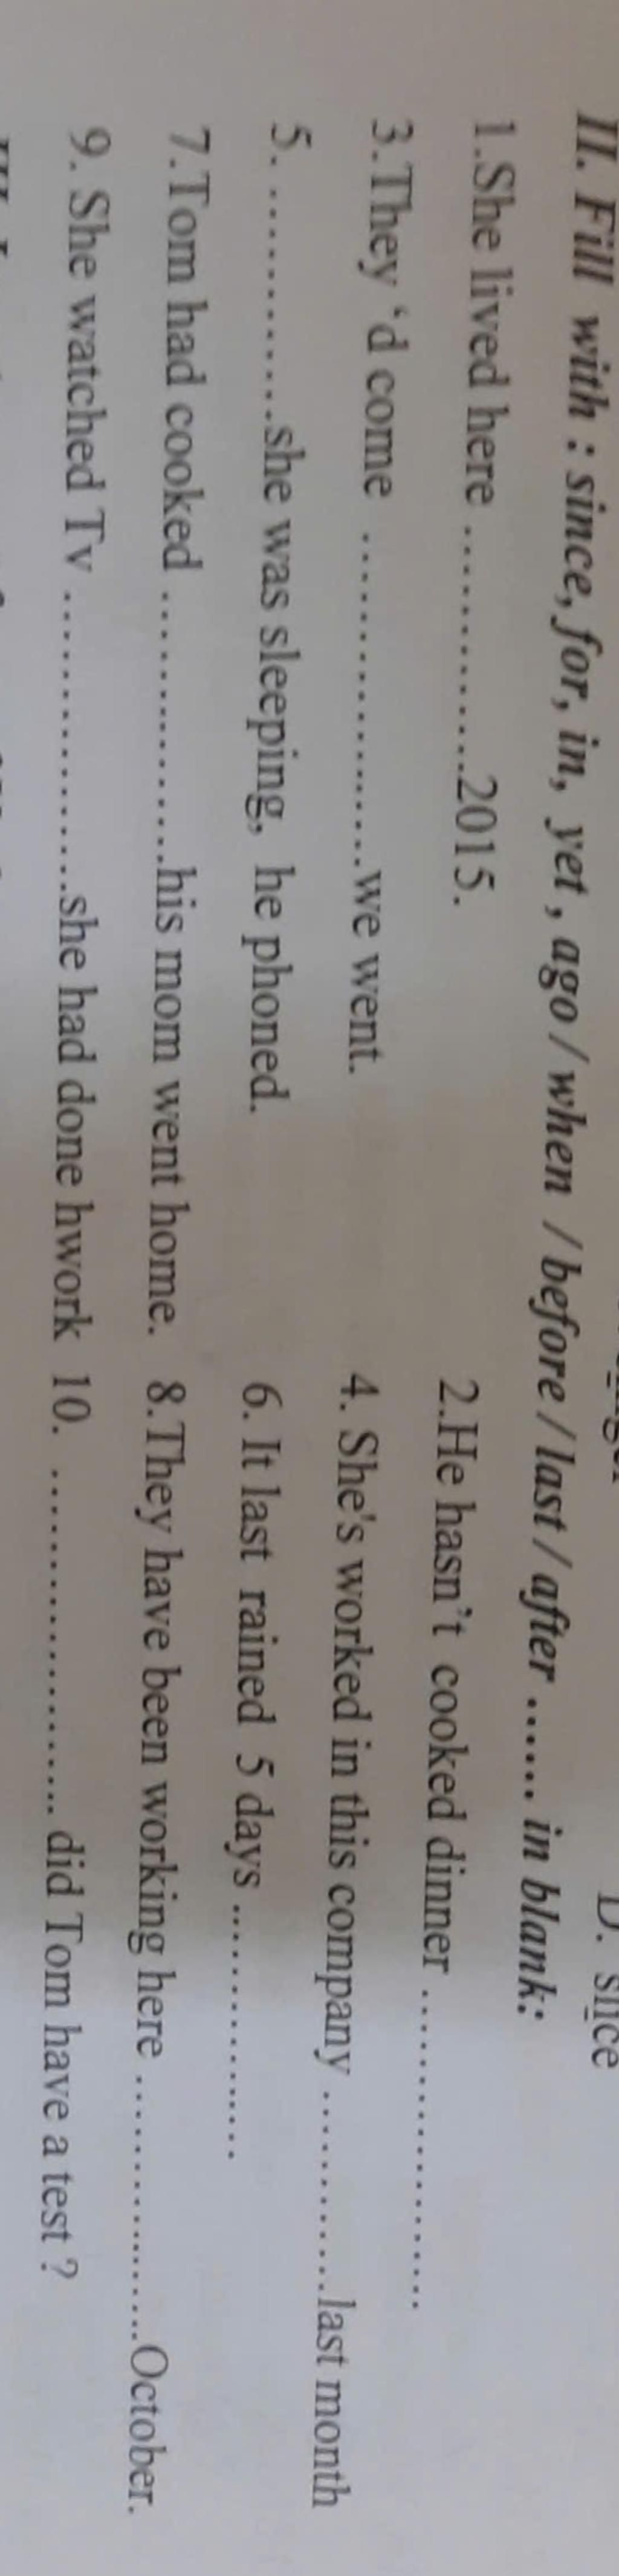 D. slice
II. Fill with : since, for, in, yet , ago / when / before / last / after ...... in blank:
1.She lived here ..............2015. 2.He hasn't cooked dinner ......................
3.They ‘d come ....................we went. 4. She's worked in this company .............last month
5. ..............she was sleeping, he phoned. 6. It last rained 5 days .................
7.Tom had cooked .................his mom went home. 8.They have been working here ..................October.
9. She watched Tv ...................she had done hwork 10. ...................... did Tom have a test ?